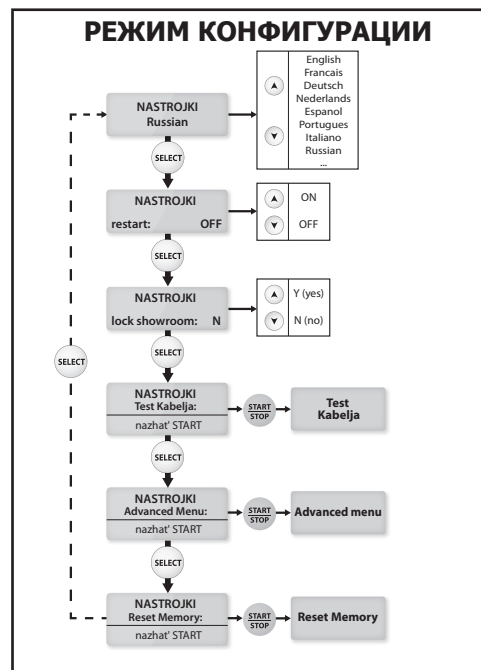 РЕЖИМ КОНФИГУРАЦИИ
NASTROJKI
Russian
English
Francais
Deutsch
Nederlands
Espanol
Portugues
Italiano
Russian
...
SELECT
NASTROJKI
restart: OFF
ON
OFF
SELECT
NASTROJKI
lock showroom: N
Y (yes)
N (no)
SELECT
SELECT
NASTROJKI
Test Kabelja:
nazhat' START
START
STOP
Test
Kabelja
SELECT
NASTROJKI
Advanced Menu:
nazhat' START
START
STOP
Advanced menu
SELECT
NASTROJKI
Reset Memory:
nazhat' START
START
STOP
Reset Memory